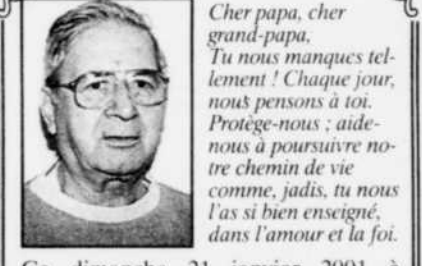 Cher papa, cher
grand-papa,
Tu nous manques tel-
lement ! Chaque jour,
nous pensons à toi.
Protège-nous ; aide-
nous à poursuivre no-
tre chemin de vie
comme, jadis, tu nous
l'as si bien enseigné,
dans l'amour et la foi.
Ce dimanche 21 janvier 2001 à